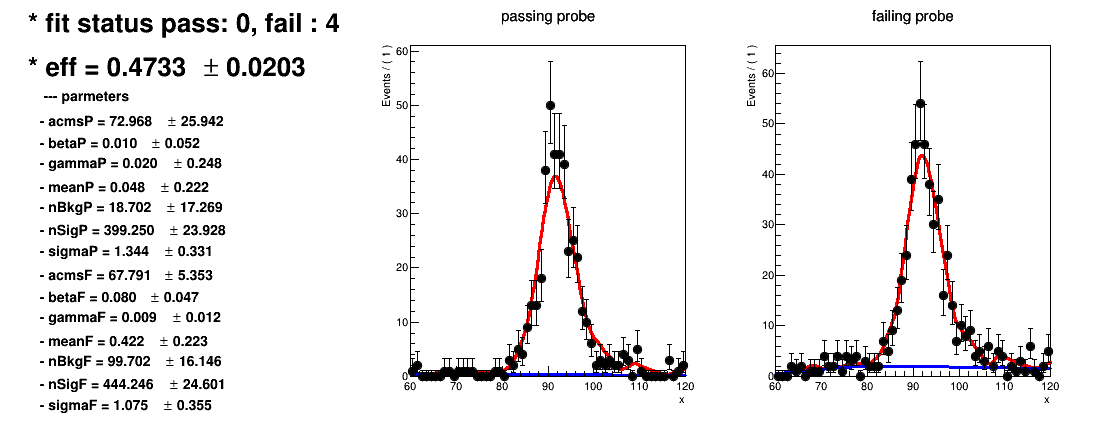 * fit status pass: 0, fail : 4
* eff = 0.4733 ± 0.0203
--- parmeters
- acmsP = 72.968 ± 25.942
- betaP = 0.010 ± 0.052
- gammaP = 0.020 ± 0.248
- meanP = 0.048 ± 0.222
- nBkgP = 18.702 ± 17.269
- nSigP = 399.250 ± 23.928
- sigmaP = 1.344 ± 0.331
- acmsF = 67.791 ± 5.353
- betaF = 0.080 ± 0.047
- gammaF = 0.009 ± 0.012
- meanF = 0.422 ± 0.223
- nBkgF = 99.702 ± 16.146
- nSigF = 444.246 ± 24.601
- sigmaF = 1.075 ± 0.355
passing probe
Events / ( 1 )
60
50
40
30
20
10
0
60 70 80 90 100 110 120
x
failing probe
Events / ( 1 )
60
50
40
30
20
10
0
60 70 80 90 100 110 120
x